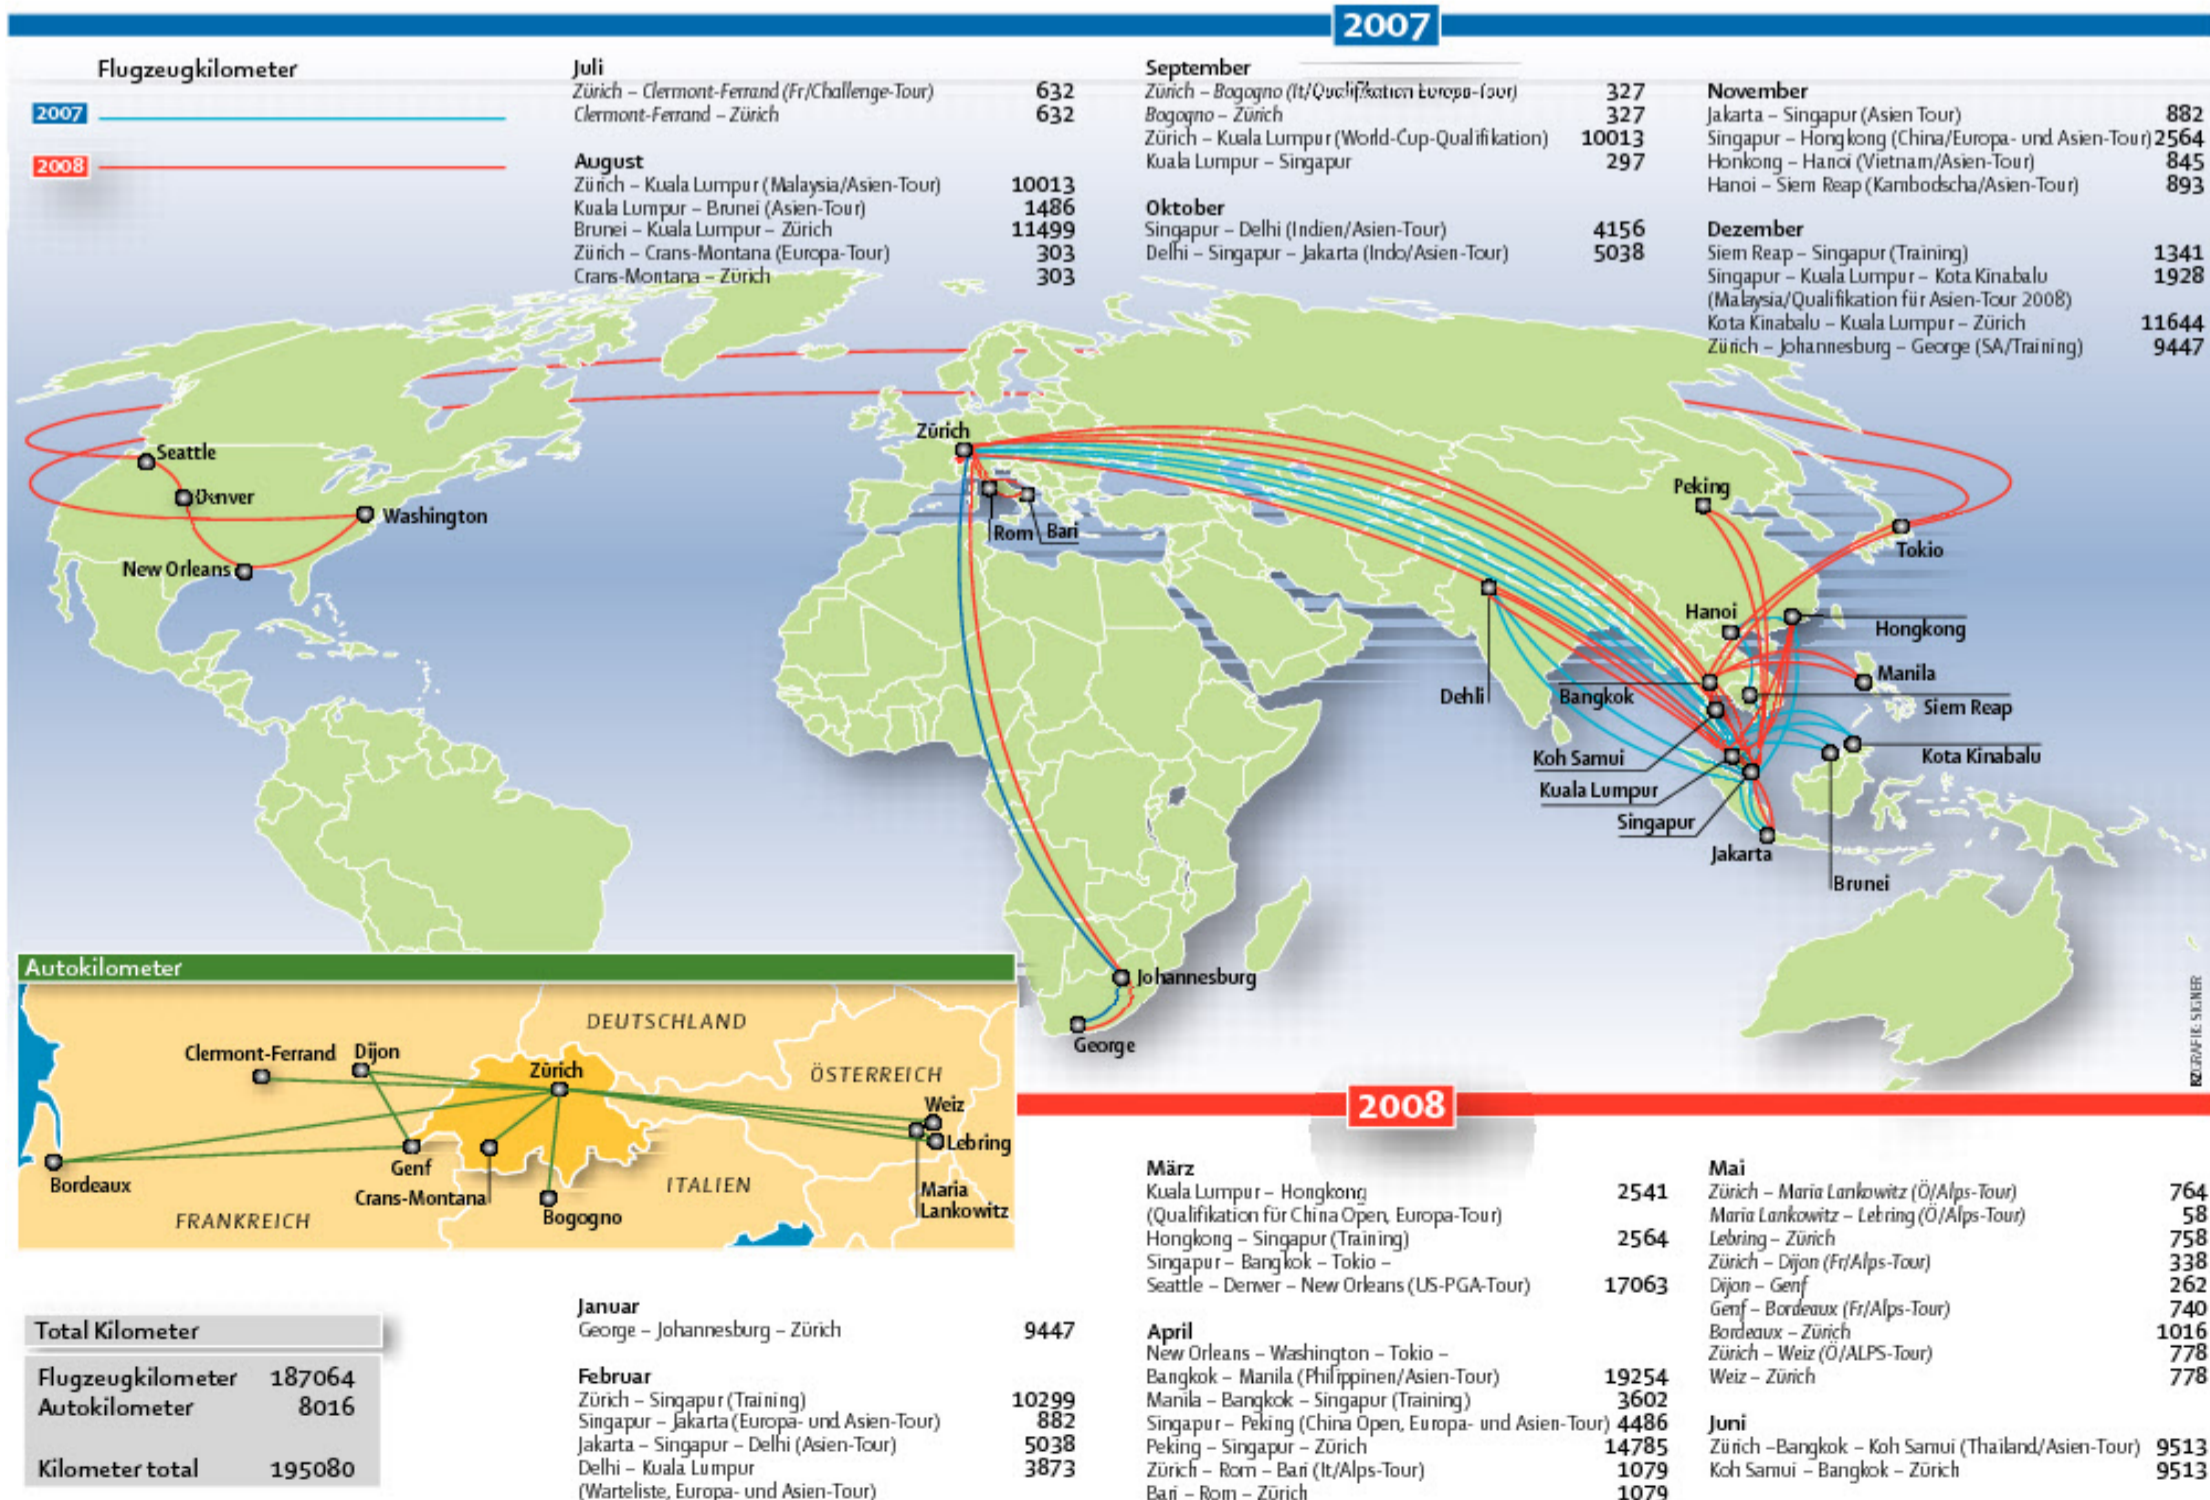 2007
Flugzeugkilometer
2007
2008
Juli
Zürich – Clermont-Ferrand (Fr/Challenge-Tour) 632
Clermont-Ferrand – Zürich 632
August
Zürich – Kuala Lumpur (Malaysia/Asien-Tour) 10013
Kuala Lumpur – Brunei (Asien-Tour) 1486
Brunei – Kuala Lumpur – Zürich 11499
Zürich – Crans-Montana (Europa-Tour) 303
Crans-Montana – Zürich 303
September
Zürich – Bogogno (It/Qualifikation Europa-Tour) 327
Bogogno – Zürich 327
Zürich – Kuala Lumpur (World-Cup-Qualifikation) 10013
Kuala Lumpur – Singapur 297
Oktober
Singapur – Delhi (Indien/Asien-Tour) 4156
Delhi – Singapur – Jakarta (Indo/Asien-Tour) 5038
November
Jakarta – Singapur (Asien Tour) 882
Singapur – Hongkong (China/Europa- und Asien-Tour) 2564
Honkong – Hanoi (Vietnam/Asien-Tour) 845
Hanoi – Siem Reap (Kambodscha/Asien-Tour) 893
Dezember
Siem Reap – Singapur (Training) 1341
Singapur – Kuala Lumpur – Kota Kinabalu 1928
(Malaysia/Qualifikation für Asien-Tour 2008)
Kota Kinabalu – Kuala Lumpur – Zürich 11644
Zürich – Johannesburg – George (SA/Training) 9447
Seattle
Denver
Washington
New Orleans
Zürich
Rom
Bari
Peking
Tokio
Hanoi
Hongkong
Manila
Dehli
Bangkok
Siem Reap
Koh Samui
Kota Kinabalu
Kuala Lumpur
Singapur
Jakarta
Brunei
Johannesburg
George
BZ GRAFIK: SIGNER
Autokilometer
DEUTSCHLAND
Clermont-Ferrand
Dijon
Zürich
ÖSTERREICH
Weiz
Lebring
Genf
Bordeaux
Crans-Montana
ITALIEN
Maria
Lankowitz
Bogogno
FRANKREICH
2008
Total Kilometer
Flugzeugkilometer 187064
Autokilometer 8016
Kilometer total 195080
Januar
George – Johannesburg – Zürich 9447
Februar
Zürich – Singapur (Training) 10299
Singapur – Jakarta (Europa- und Asien-Tour) 882
Jakarta – Singapur – Delhi (Asien-Tour) 5038
Delhi – Kuala Lumpur 3873
(Warteliste, Europa- und Asien-Tour)
März
Kuala Lumpur – Hongkong 2541
(Qualifikation für China Open, Europa-Tour)
Hongkong – Singapur (Training) 2564
Singapur – Bangkok – Tokio –
Seattle – Denver – New Orleans (US-PGA-Tour) 17063
April
New Orleans – Washington – Tokio –
Bangkok – Manila (Philippinen/Asien-Tour) 19254
Manila – Bangkok – Singapur (Training) 3602
Singapur – Peking (China Open, Europa- und Asien-Tour) 4486
Peking – Singapur – Zürich 14785
Zürich – Rom – Bari (It/Alps-Tour) 1079
Bari – Rom – Zürich 1079
Mai
Zürich – Maria Lankowitz (Ö/Alps-Tour) 764
Maria Lankowitz – Lebring (Ö/Alps-Tour) 58
Lebring – Zürich 758
Zürich – Dijon (Fr/Alps-Tour) 338
Dijon – Genf 262
Genf – Bordeaux (Fr/Alps-Tour) 740
Bordeaux – Zürich 1016
Zürich – Weiz (Ö/ALPS-Tour) 778
Weiz – Zürich 778
Juni
Zürich –Bangkok – Koh Samui (Thailand/Asien-Tour) 9513
Koh Samui – Bangkok – Zürich 9513